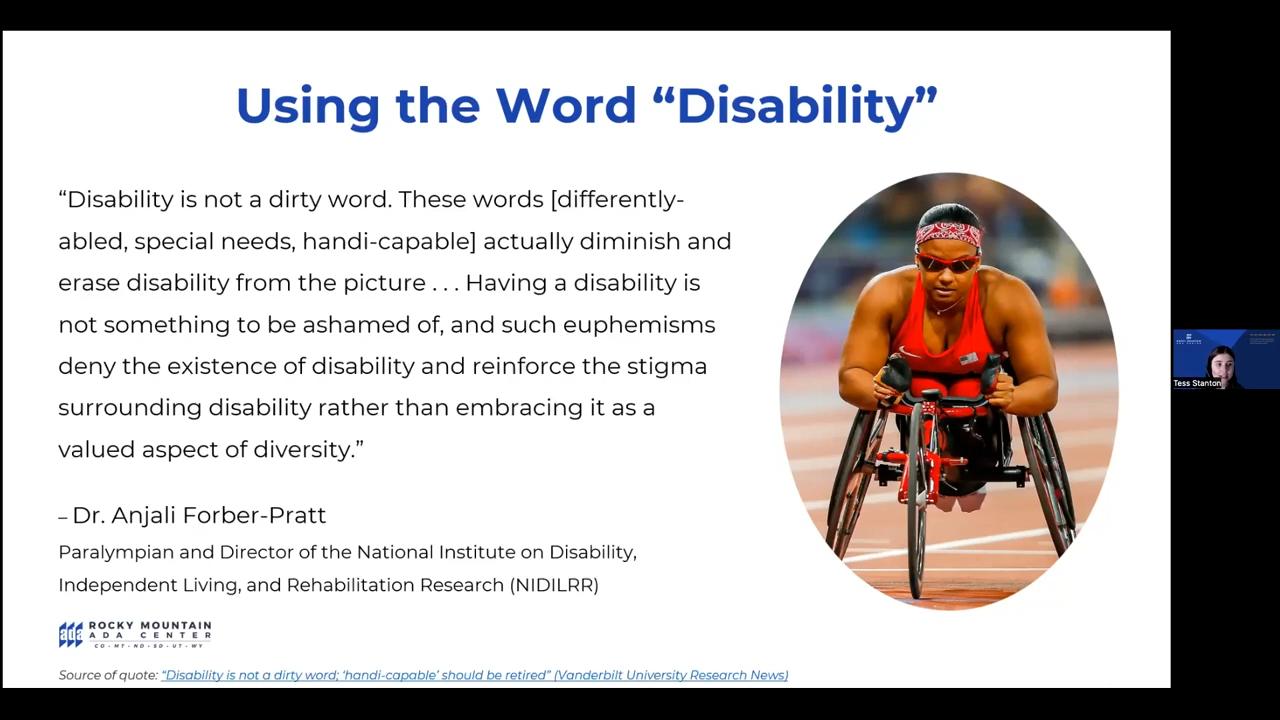 Using the Word “Disability”
“Disability is not a dirty word. These words [differently-
abled, special needs, handi-capable] actually diminish and
erase disability from the picture . . . Having a disability is
not something to be ashamed of, and such euphemisms
deny the existence of disability and reinforce the stigma
surrounding disability rather than embracing it as a
valued aspect of diversity.”
– Dr. Anjali Forber-Pratt
Paralympian and Director of the National Institute on Disability,
Independent Living, and Rehabilitation Research (NIDILRR)
ada ROCKY MOUNTAIN
ADA CENTER
CO · MT · ND · SD · UT · WY
Source of quote: “Disability is not a dirty word; ‘handi-capable’ should be retired” (Vanderbilt University Research News)
Tess Stanton